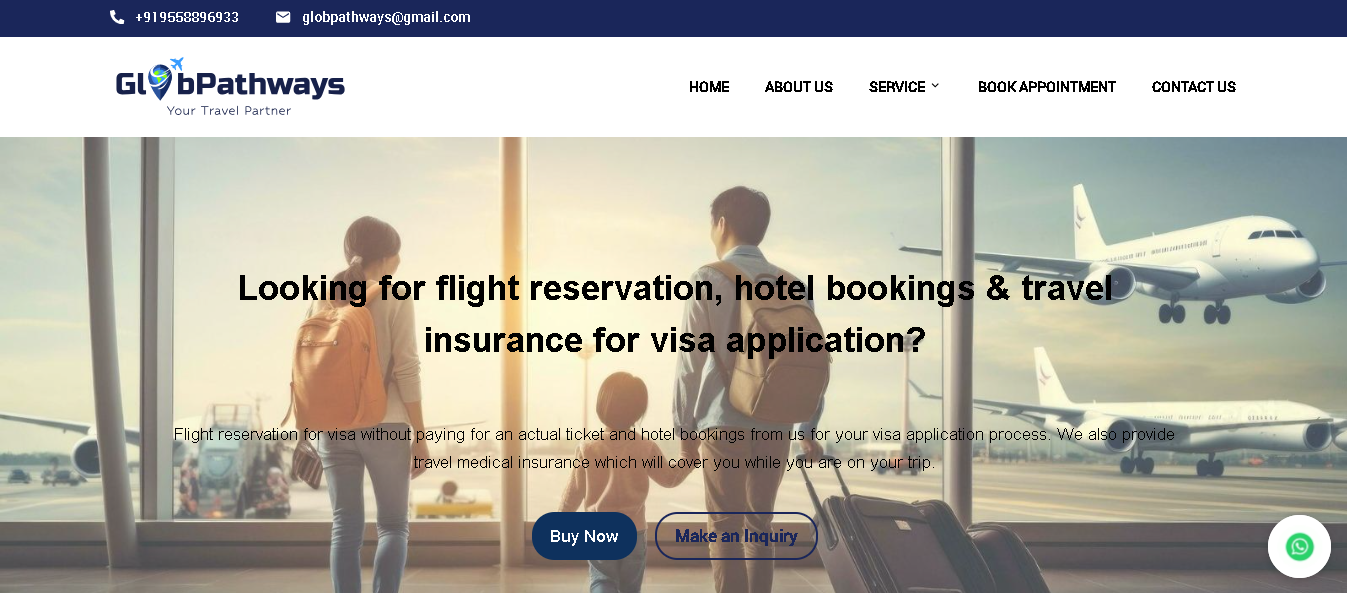 +919558896933 globpathways@gmail.com
GlobPathways
Your Travel Partner
HOME ABOUT US SERVICE BOOK APPOINTMENT CONTACT US
Looking for flight reservation, hotel bookings & travel
insurance for visa application?
Flight reservation for visa without paying for an actual ticket and hotel bookings from us for your visa application process. We also provide
travel medical insurance which will cover you while you are on your trip.
Buy Now Make an Inquiry